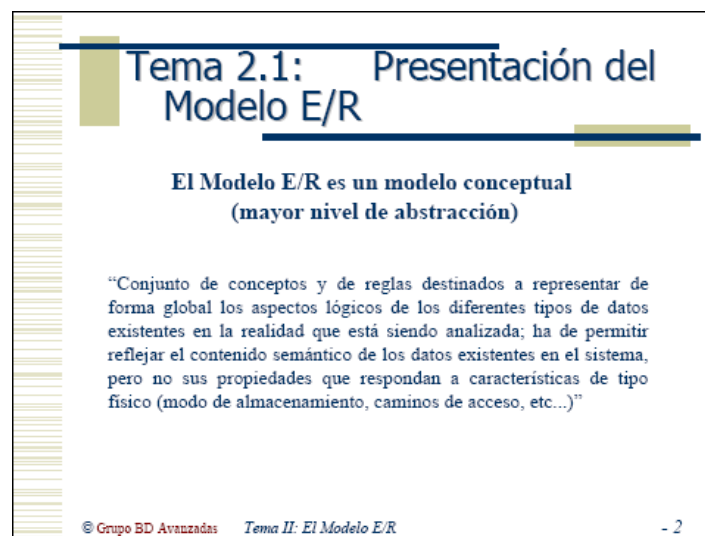 Tema 2.1: Presentación del
Modelo E/R
El Modelo E/R es un modelo conceptual
(mayor nivel de abstracción)
“Conjunto de conceptos y de reglas destinados a representar de
forma global los aspectos lógicos de los diferentes tipos de datos
existentes en la realidad que está siendo analizada; ha de permitir
reflejar el contenido semántico de los datos existentes en el sistema,
pero no sus propiedades que respondan a características de tipo
físico (modo de almacenamiento, caminos de acceso, etc...)”
© Grupo BD Avanzadas Tema II: El Modelo E/R - 2